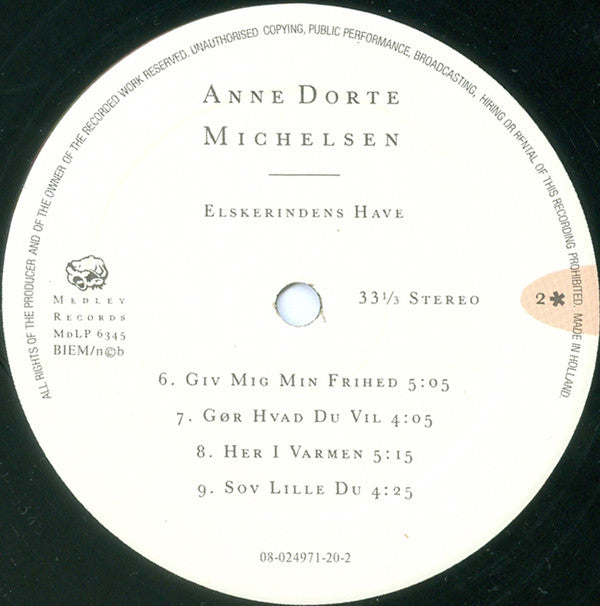 ALL RIGHTS OF THE PRODUCER AND OF THE OWNER OF THE RECORDED WORK RESERVED. UNAUTHORISED COPYING, PUBLIC PERFORMANCE, BROADCASTING, HIRING OR RENTAL OF THIS RECORDING PROHIBITED. MADE IN HOLLAND.
ANNE DORTE
MICHELSEN
ELSKERINDENS HAVE
MEDLEY
RECORDS
MDLP 6345
BIEM/n©b
33⅓ STEREO
2*
6. GIV MIG MIN FRIHED 5:05
7. GØR HVAD DU VIL 4:05
8. HER I VARMEN 5:15
9. SOV LILLE DU 4:25
08-024971-20-2